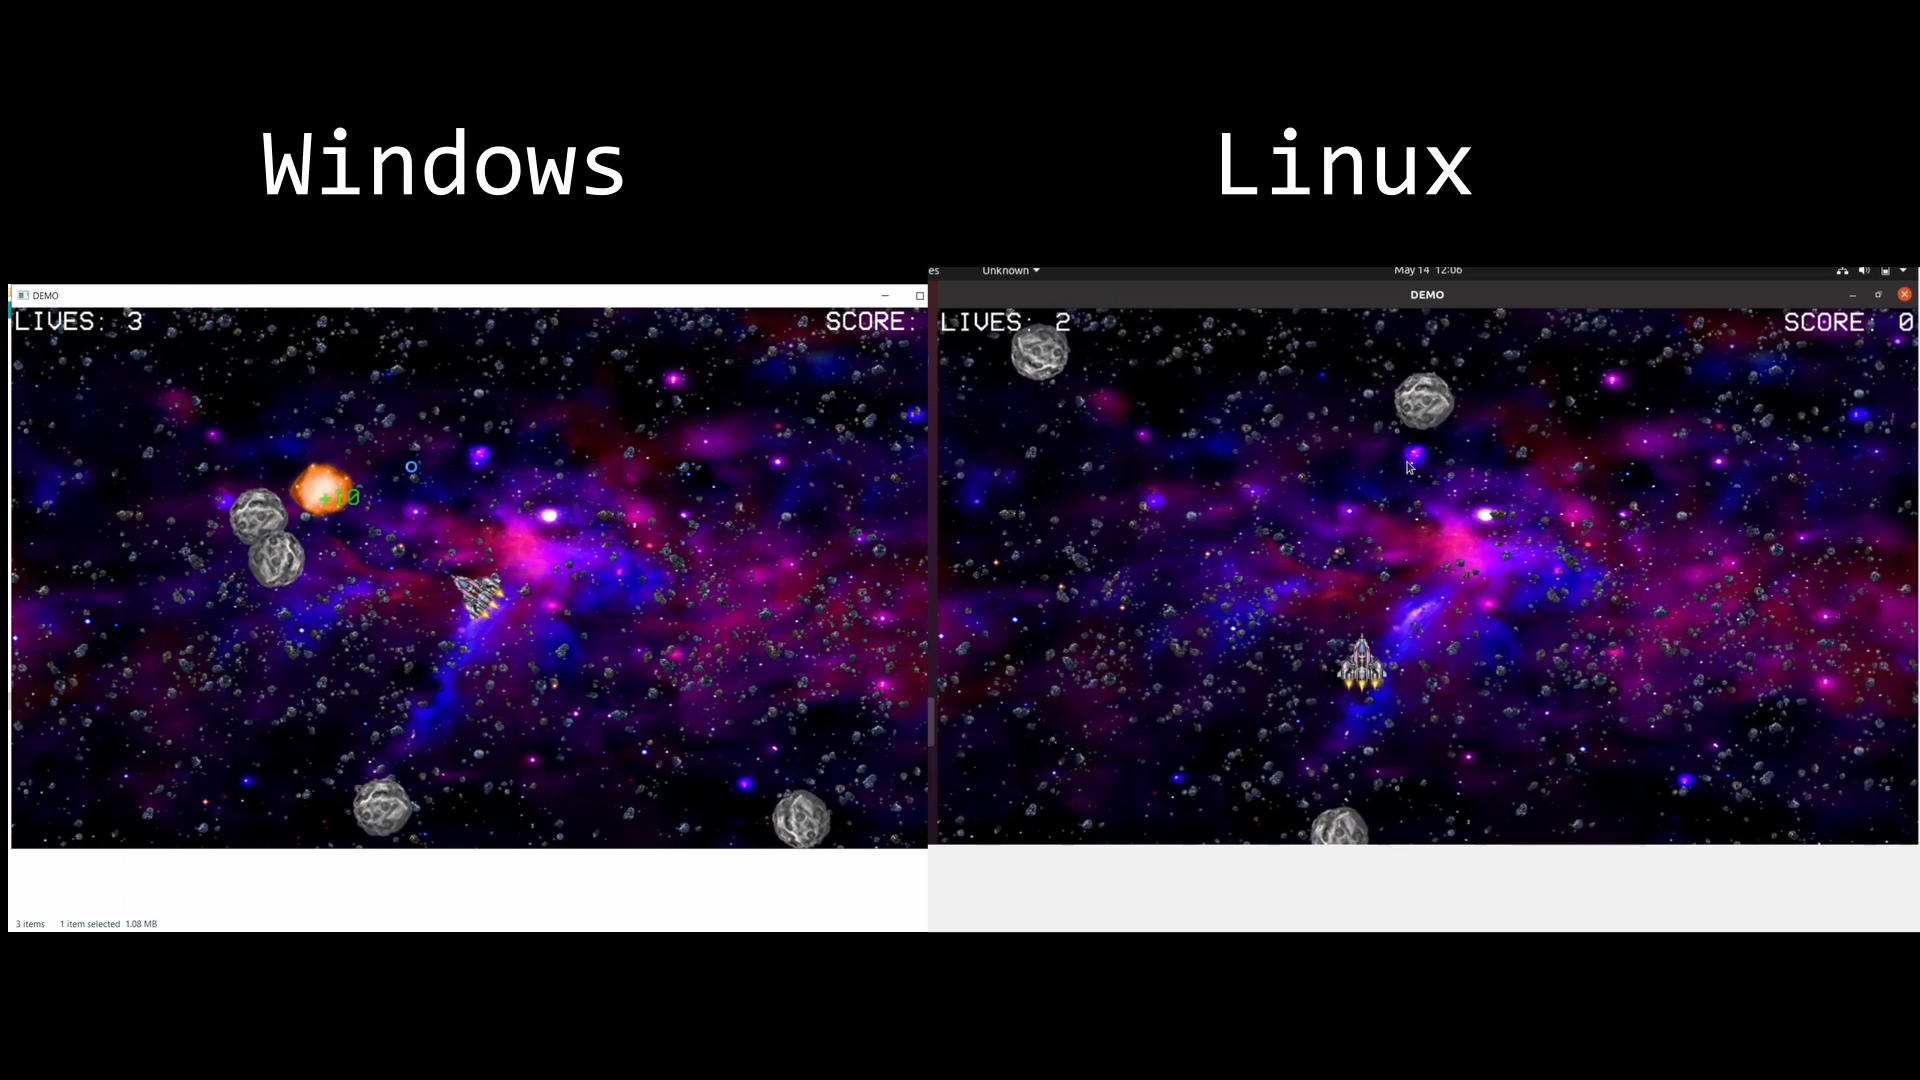 Windows
Linux
es Unknown May 14 12:06
DEMO
DEMO
LIVES: 3 SCORE:
LIVES: 2 SCORE: 0
+10
3 items 1 item selected 1.08 MB